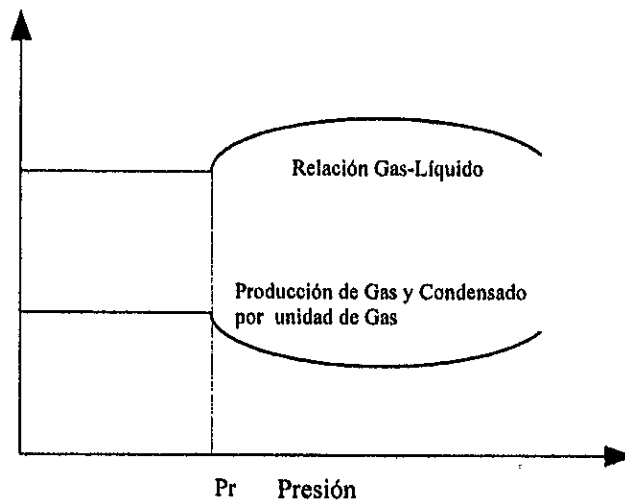 Relación Gas-Líquido
Producción de Gas y Condensado
por unidad de Gas
Pr Presión